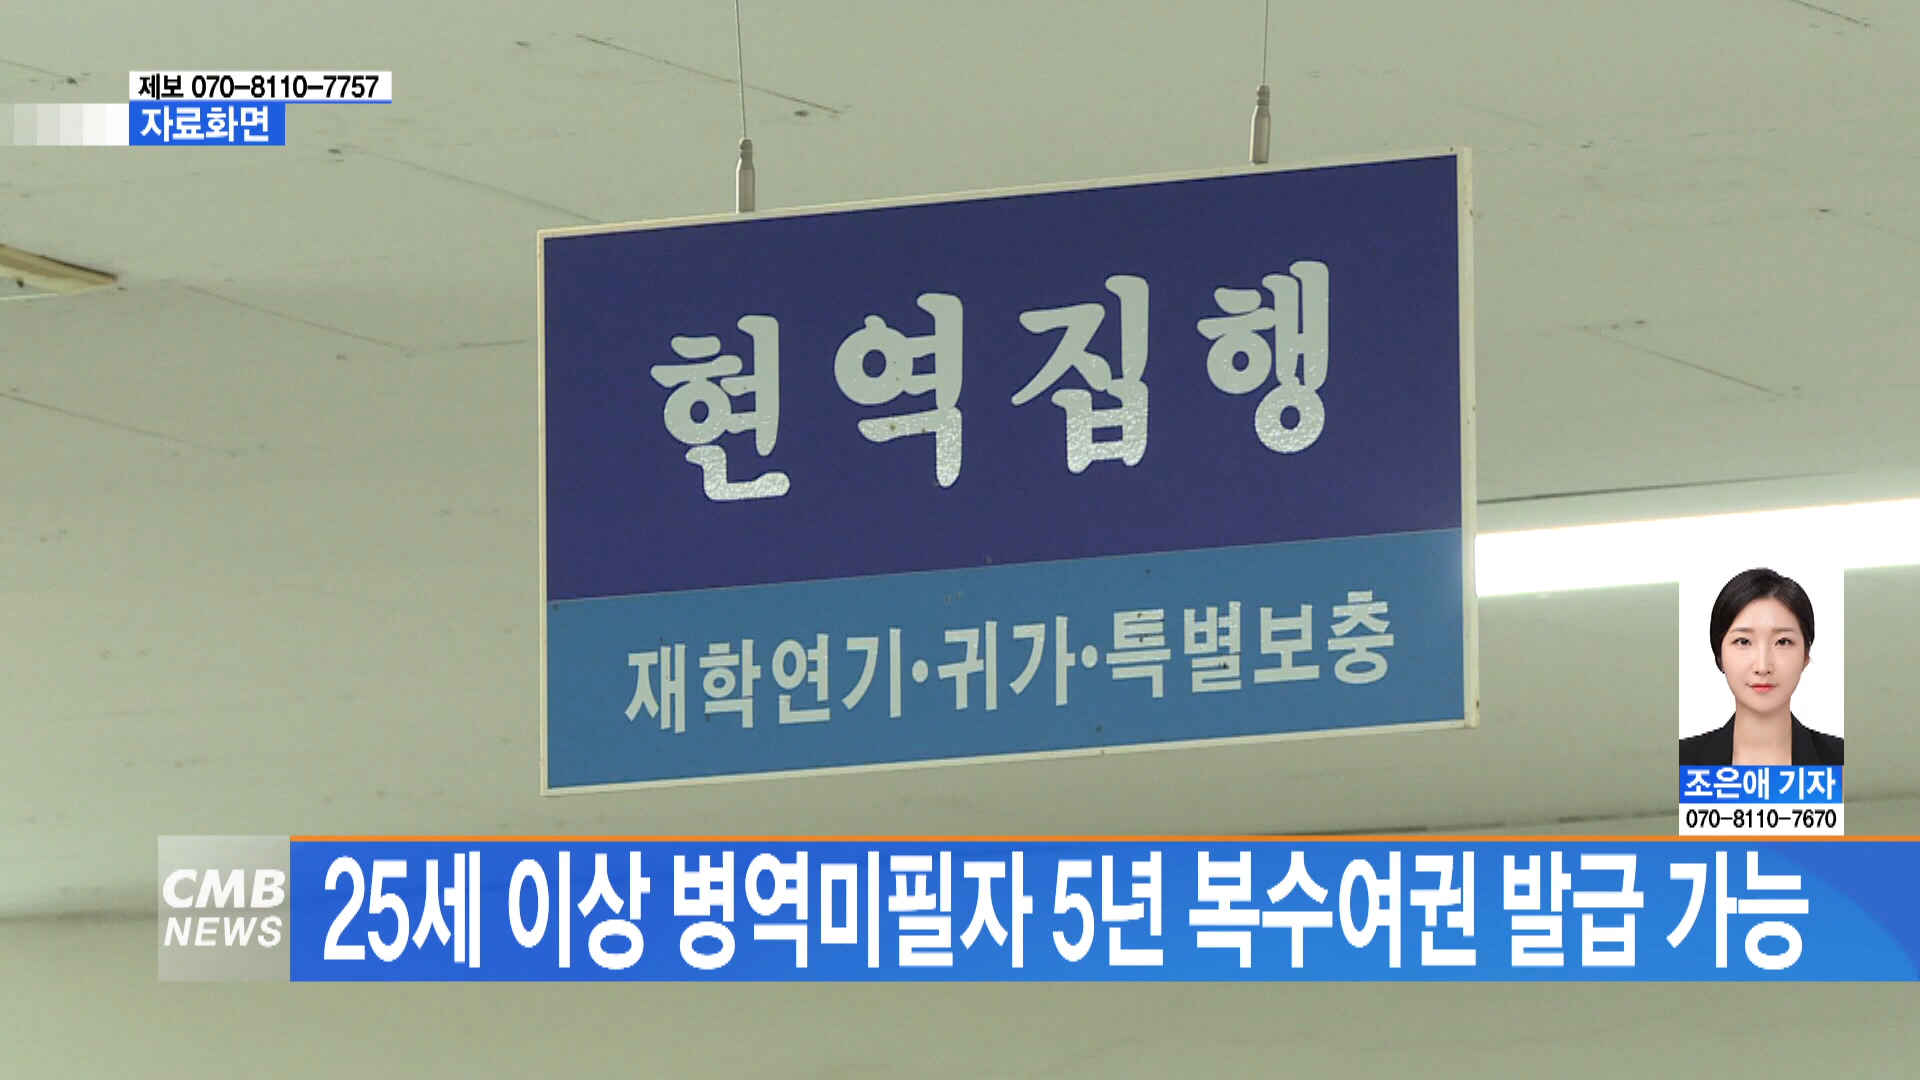 제보 070-8110-7757
자료화면
현역집행
재학연기·귀가·특별보충
조은애 기자
070-8110-7670
CMB
NEWS
25세 이상 병역미필자 5년 복수여권 발급 가능